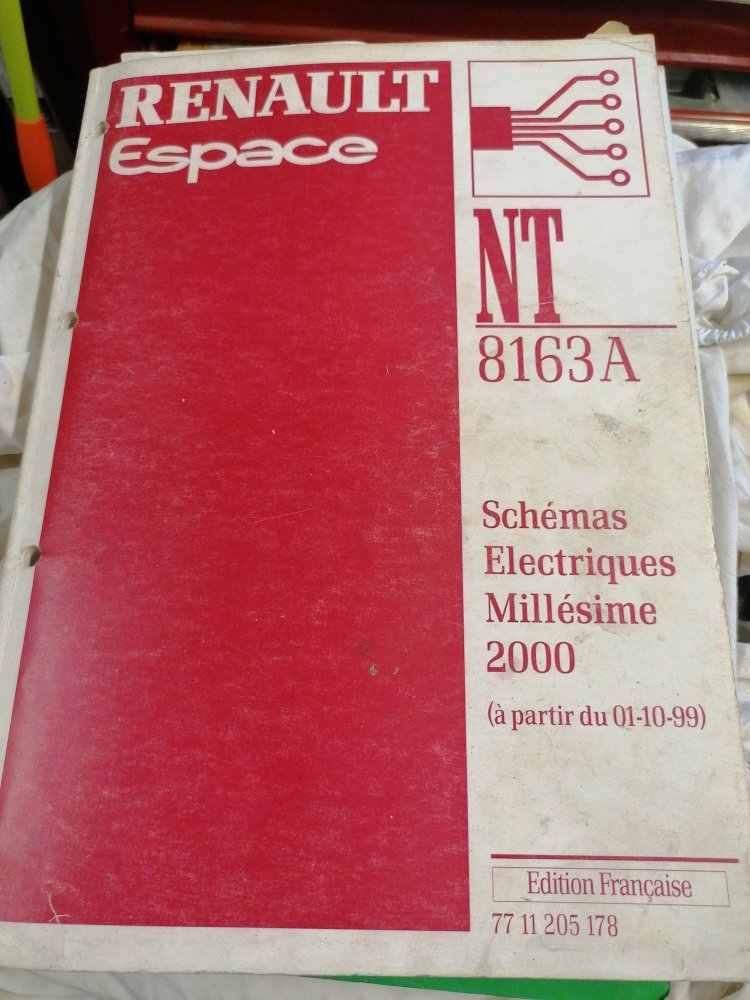 RENAULT
Espace
NT
8163A
Schémas
Electriques
Millésime
2000
(à partir du 01-10-99)
Edition Française
77 11 205 178